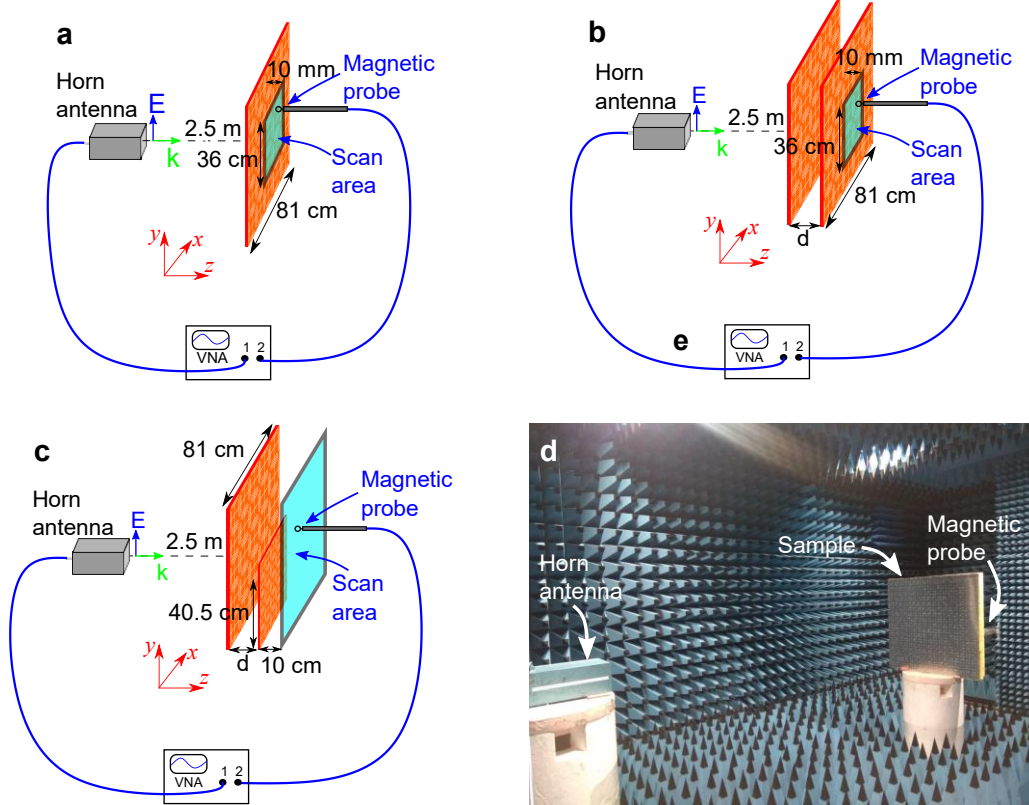 a
Horn
antenna
E
k
2.5 m
10 mm
Magnetic
probe
36 cm
Scan
area
81 cm
y
x
z
VNA
1 2
b
Horn
antenna
E
k
2.5 m
10 mm
Magnetic
probe
36 cm
Scan
area
81 cm
d
y
x
z
e
VNA
1 2
c
81 cm
Horn
antenna
E
k
2.5 m
Magnetic
probe
Scan
area
40.5 cm
d
10 cm
y
x
z
VNA
1 2
d
Horn
antenna
Sample
Magnetic
probe